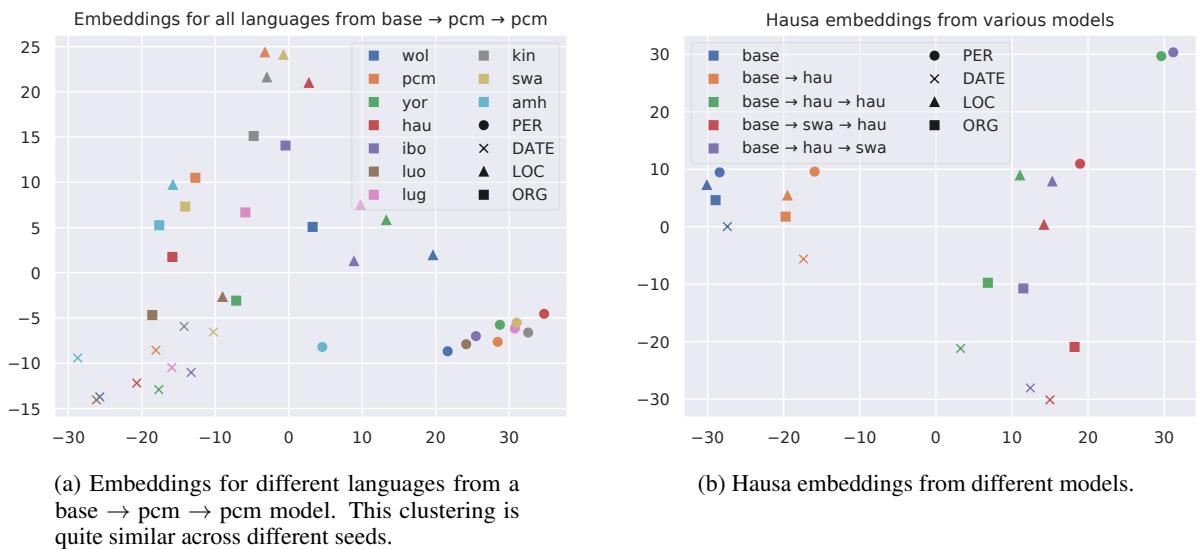 Embeddings for all languages from base → pcm → pcm
25
20
15
10
5
0
−5
−10
−15
−30
−20
−10
0
10
20
30
wol
pcm
yor
hau
ibo
luo
lug
kin
swa
amh
PER
DATE
LOC
ORG
(a) Embeddings for different languages from a
base → pcm → pcm model. This clustering is
quite similar across different seeds.
Hausa embeddings from various models
30
20
10
0
−10
−20
−30
−30
−20
−10
0
10
20
30
base
base → hau
base → hau → hau
base → swa → hau
base → hau → swa
PER
DATE
LOC
ORG
(b) Hausa embeddings from different models.